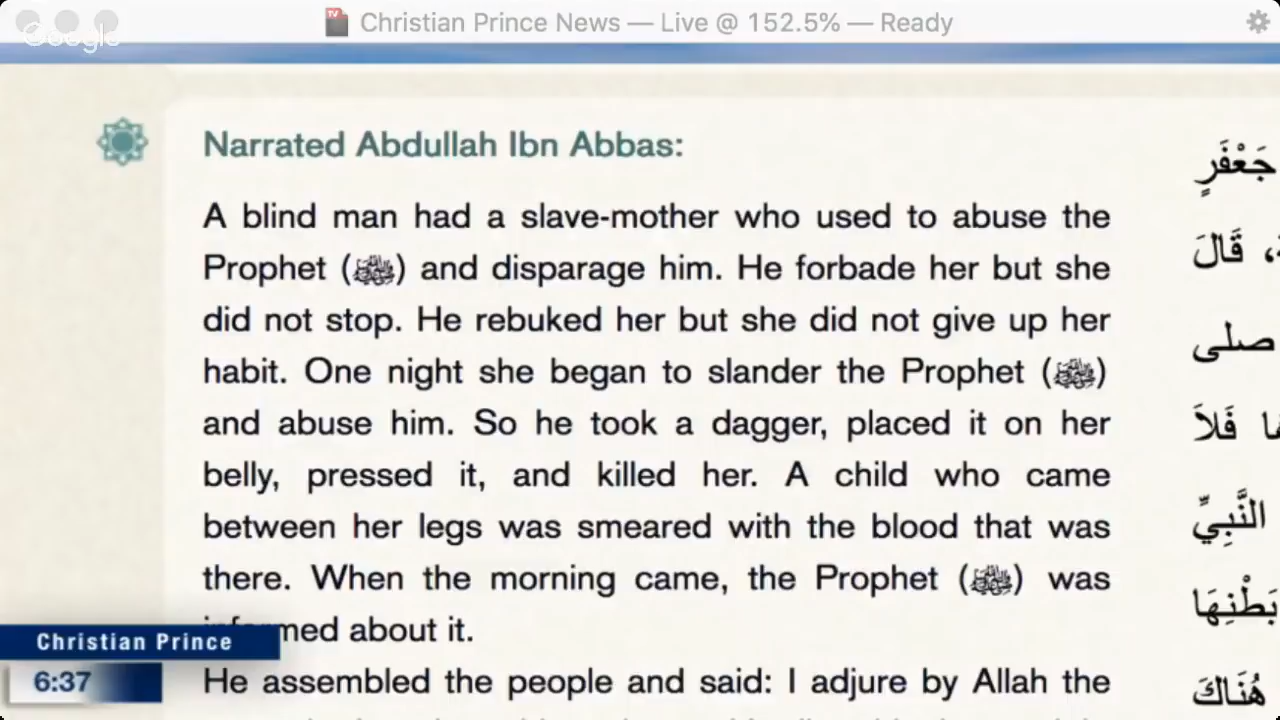 Google
Christian Prince News — Live @ 152.5% — Ready
Narrated Abdullah Ibn Abbas:
A blind man had a slave-mother who used to abuse the
Prophet (ﷺ) and disparage him. He forbade her but she
did not stop. He rebuked her but she did not give up her
habit. One night she began to slander the Prophet (ﷺ)
and abuse him. So he took a dagger, placed it on her
belly, pressed it, and killed her. A child who came
between her legs was smeared with the blood that was
there. When the morning came, the Prophet (ﷺ) was
informed about it.
He assembled the people and said: I adjure by Allah the
جَعْفَرٍ
قَالَ
صلى
فَلاَ
النَّبِيِّ
بَطْنِهَا
هُنَاكَ
Christian Prince
6:37